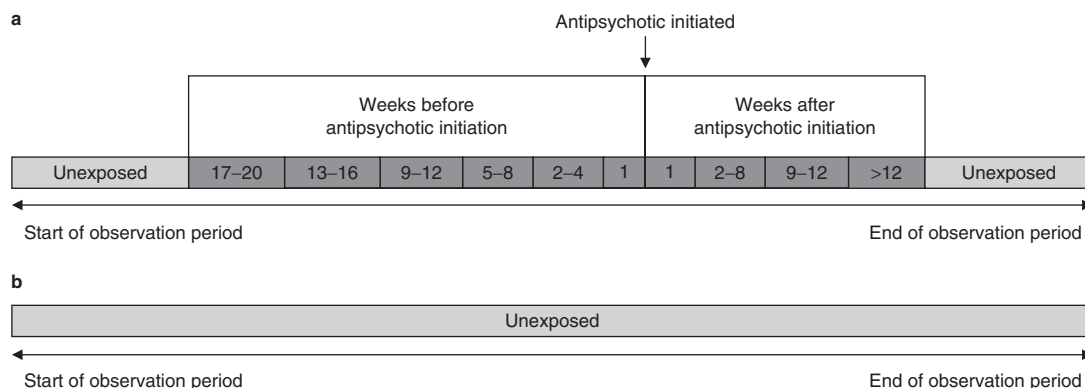 a
Antipsychotic initiated
Weeks before
antipsychotic initiation
Weeks after
antipsychotic initiation
Unexposed 17–20 13–16 9–12 5–8 2–4 1 1 2–8 9–12 >12 Unexposed
Start of observation period End of observation period
b
Unexposed
Start of observation period End of observation period